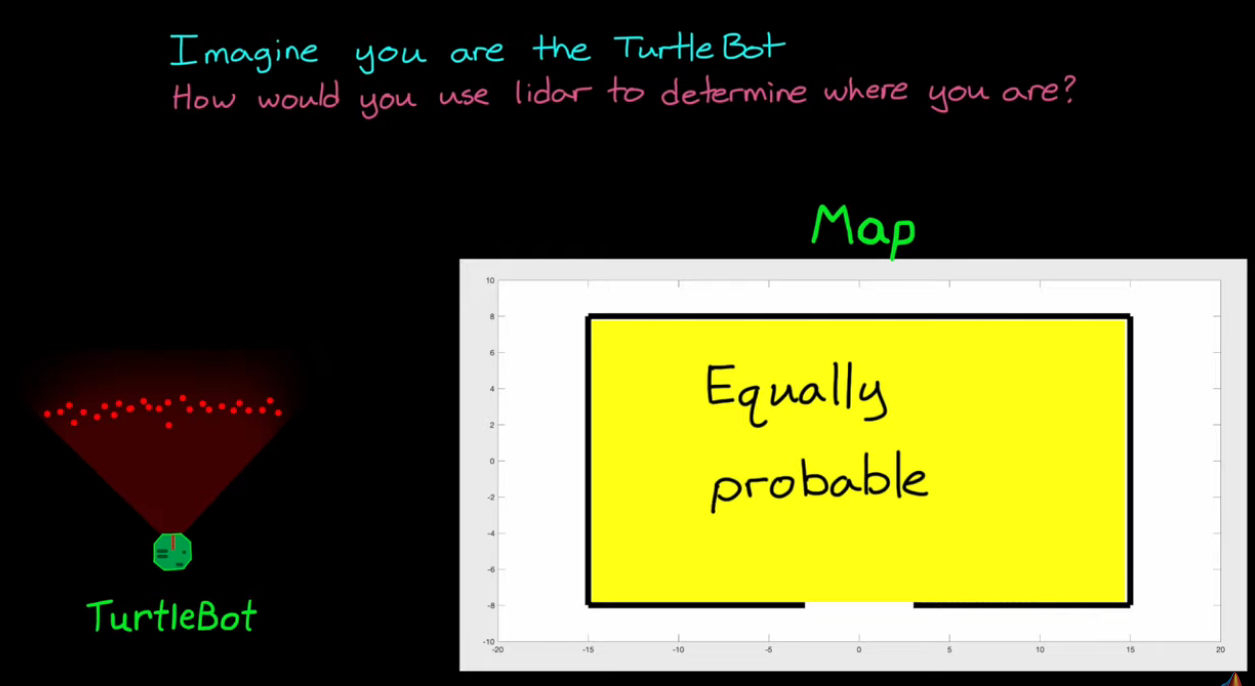 Imagine you are the TurtleBot
How would you use lidar to determine where you are?
Map
10
8
6
4
2
0
-2
-4
-6
-8
-10
-20 -15 -10 -5 0 5 10 15 20
Equally
probable
TurtleBot